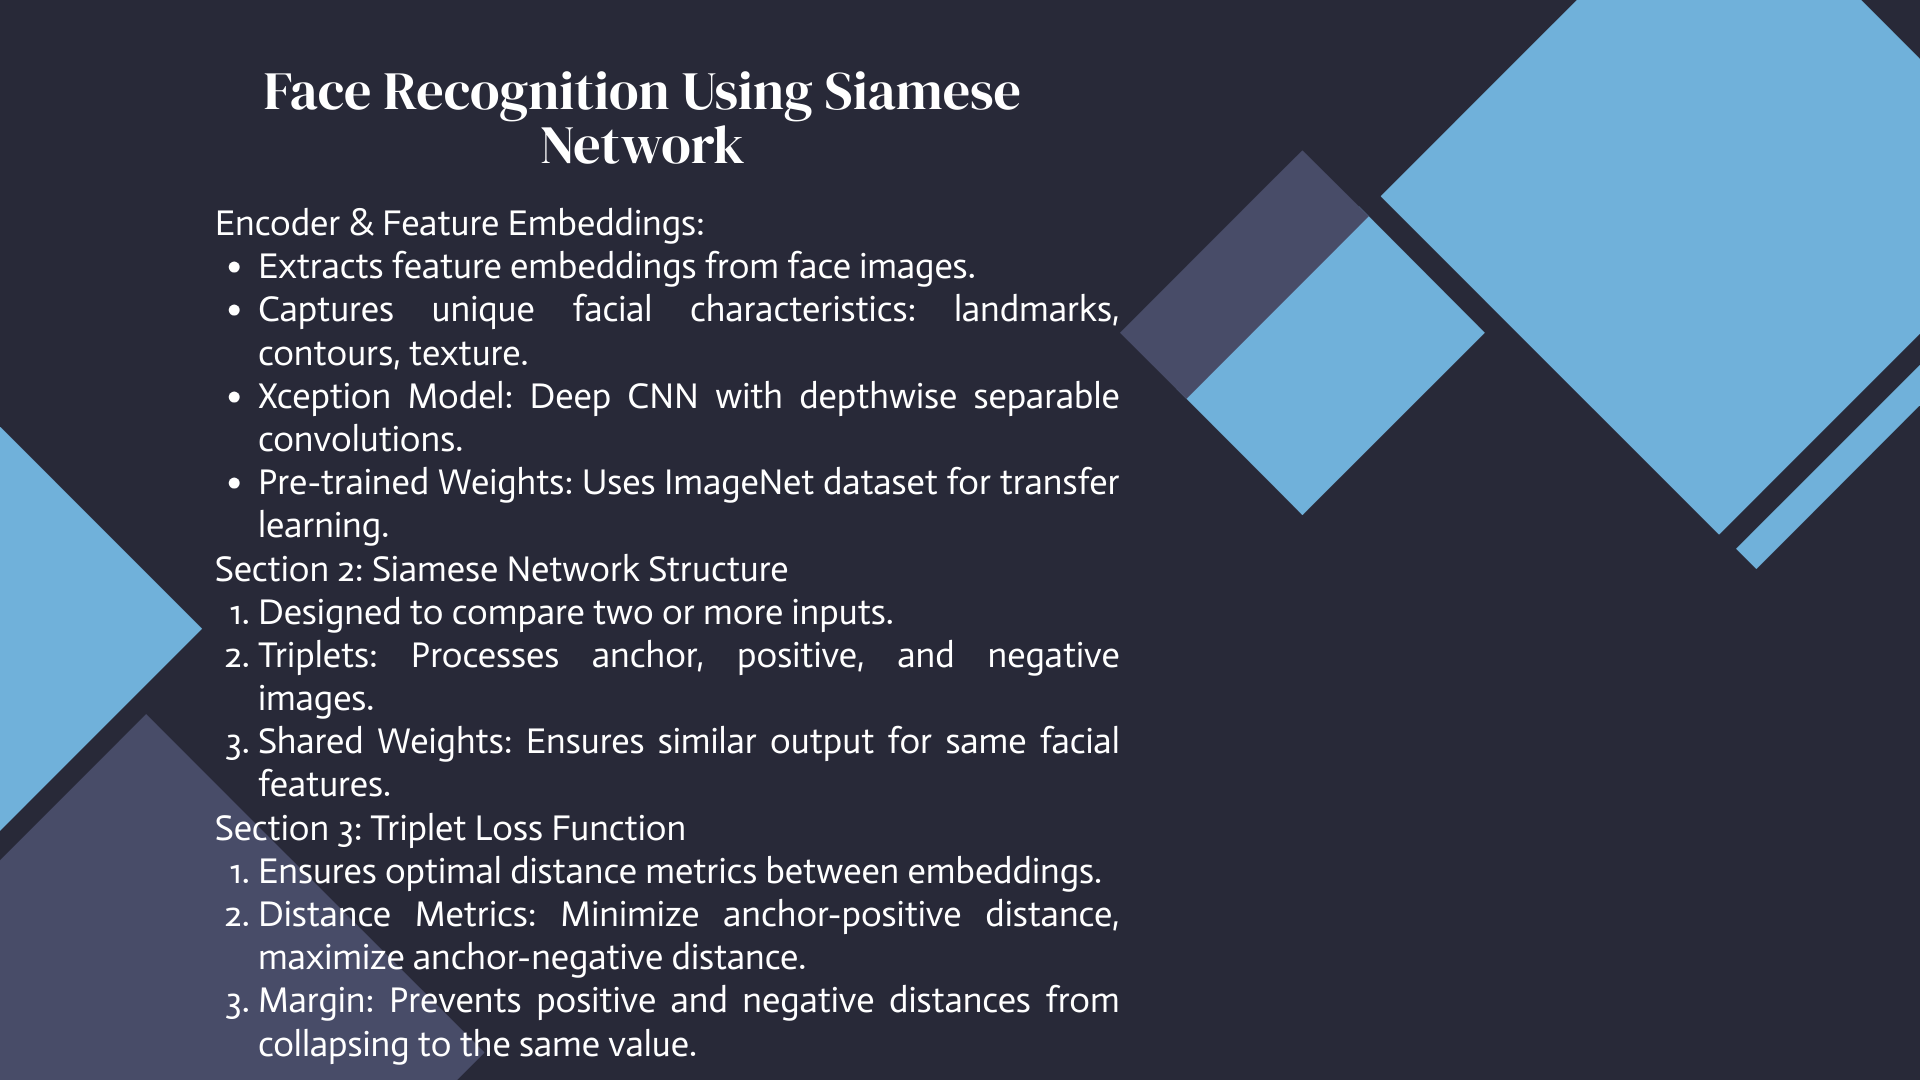 Face Recognition Using Siamese
Network
Encoder & Feature Embeddings:
• Extracts feature embeddings from face images.
• Captures unique facial characteristics: landmarks,
contours, texture.
• Xception Model: Deep CNN with depthwise separable
convolutions.
• Pre-trained Weights: Uses ImageNet dataset for transfer
learning.
Section 2: Siamese Network Structure
1. Designed to compare two or more inputs.
2. Triplets: Processes anchor, positive, and negative
images.
3. Shared Weights: Ensures similar output for same facial
features.
Section 3: Triplet Loss Function
1. Ensures optimal distance metrics between embeddings.
2. Distance Metrics: Minimize anchor-positive distance,
maximize anchor-negative distance.
3. Margin: Prevents positive and negative distances from
collapsing to the same value.